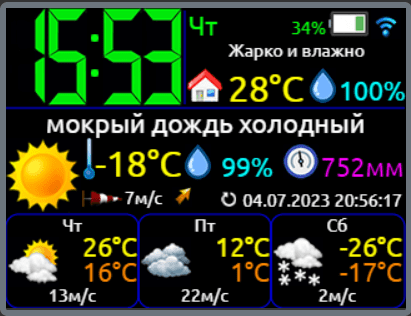 15:53
Чт 34%
Жарко и влажно
28°C 100%
мокрый дождь холодный
-18°C 99% 752мм
7м/с 04.07.2023 20:56:17
Чт Пт Сб
26°C 12°C -26°C
16°C 1°C -17°C
13м/с 22м/с 2м/с